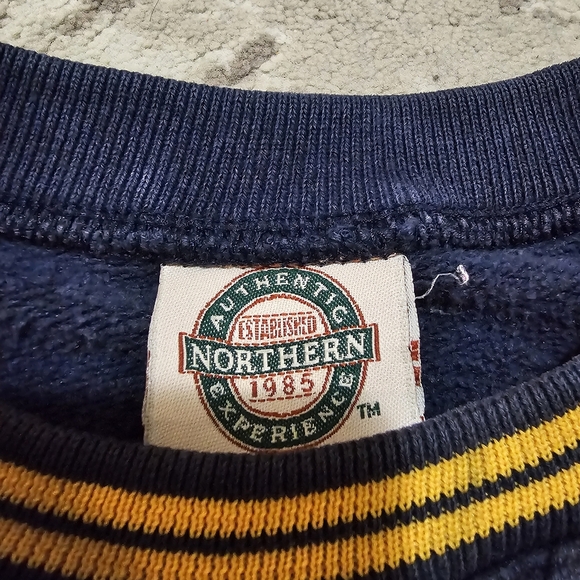 AUTHENTIC
ESTABLISHED
NORTHERN
1985
EXPERIENCE
TM